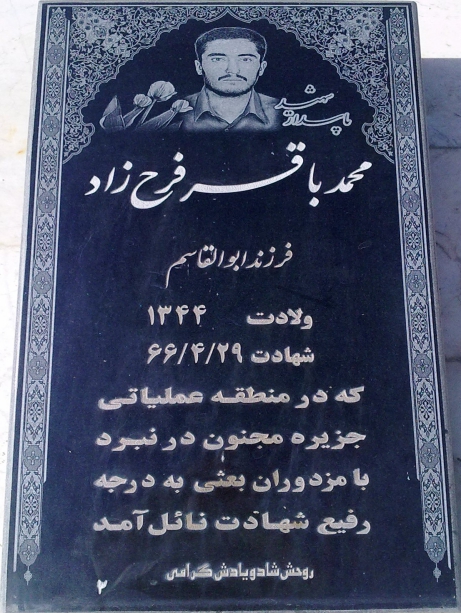 شهید
پاسدار
محمد باقر فرح زاد
فرزند ابوالقاسم
ولادت ۱۳۴۴
شهادت ۶۶/۴/۲۹
که در منطقه عملیاتی
جزیره مجنون در نبرد
با مزدوران بعثی به درجه
رفیع شهادت نائل آمد
روحش شاد و یادش گرامی
۲